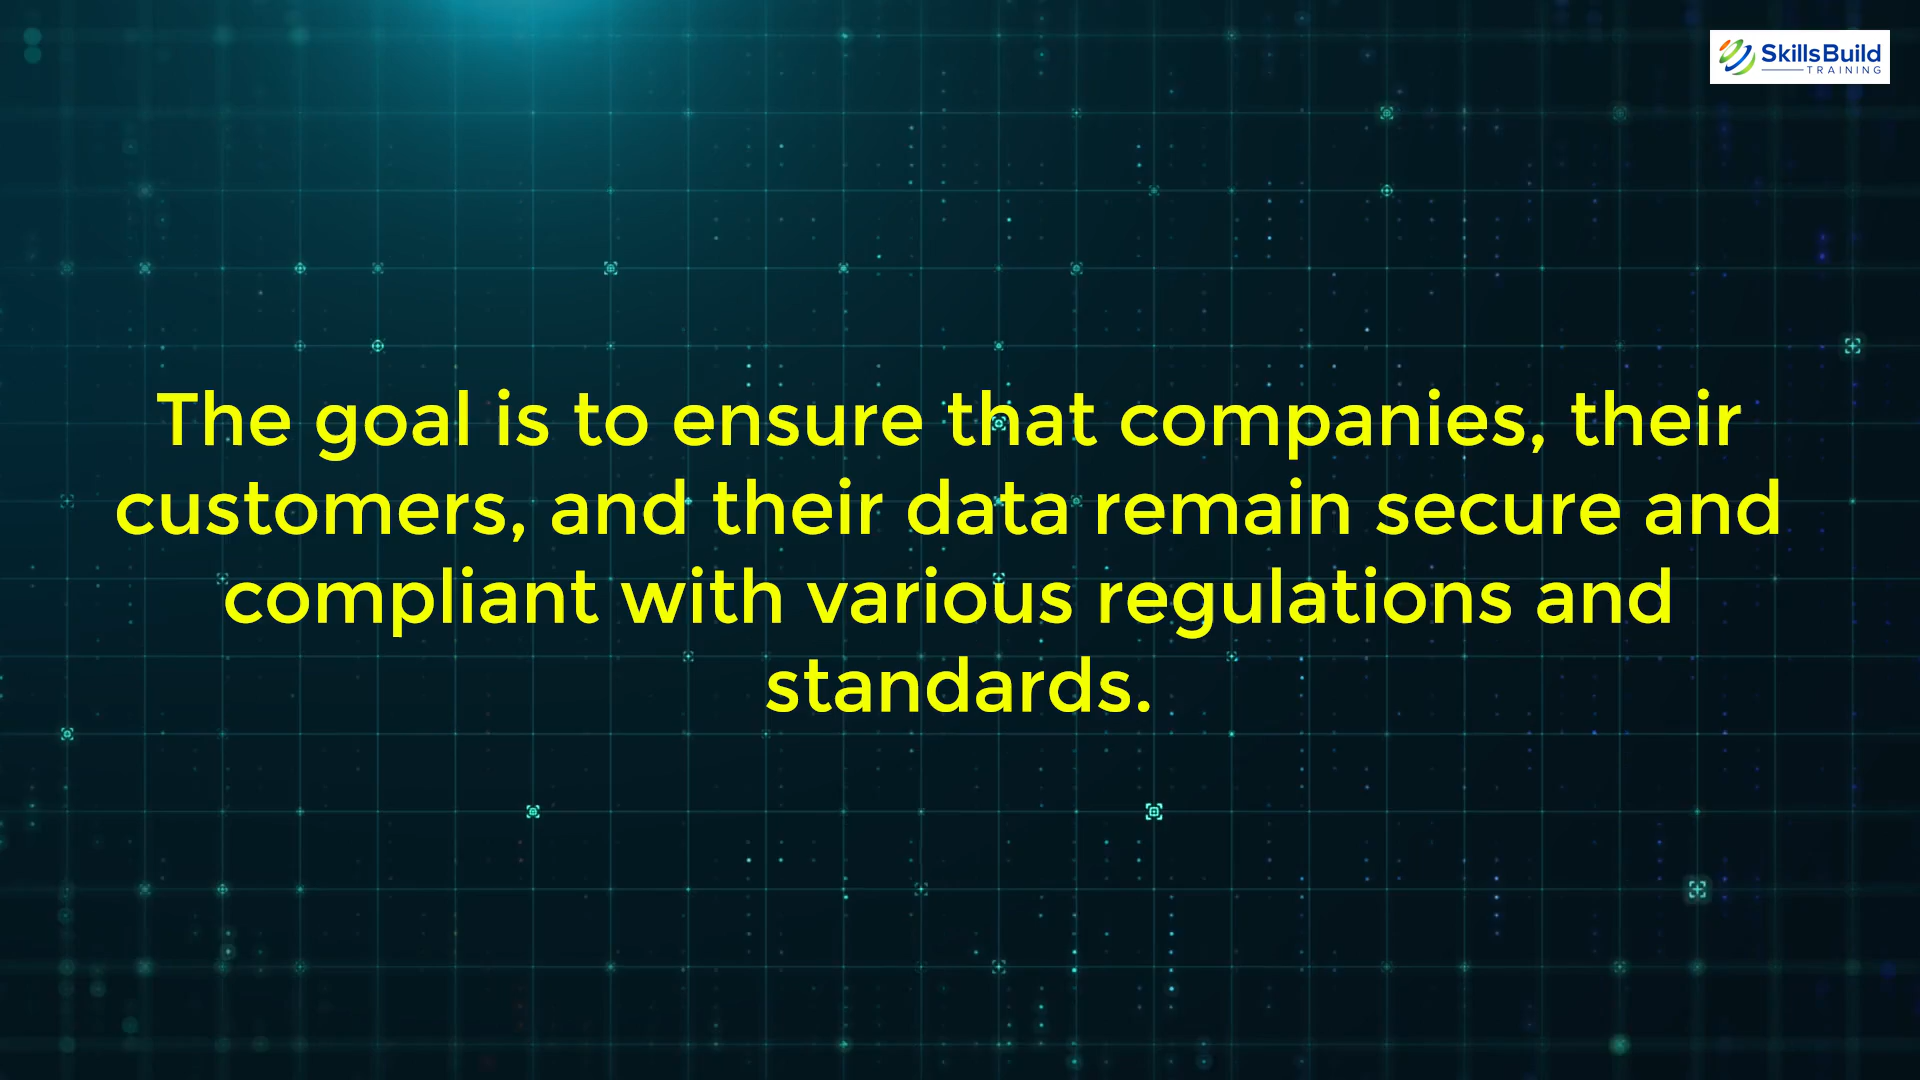 SkillsBuild
TRAINING
The goal is to ensure that companies, their
customers, and their data remain secure and
compliant with various regulations and
standards.